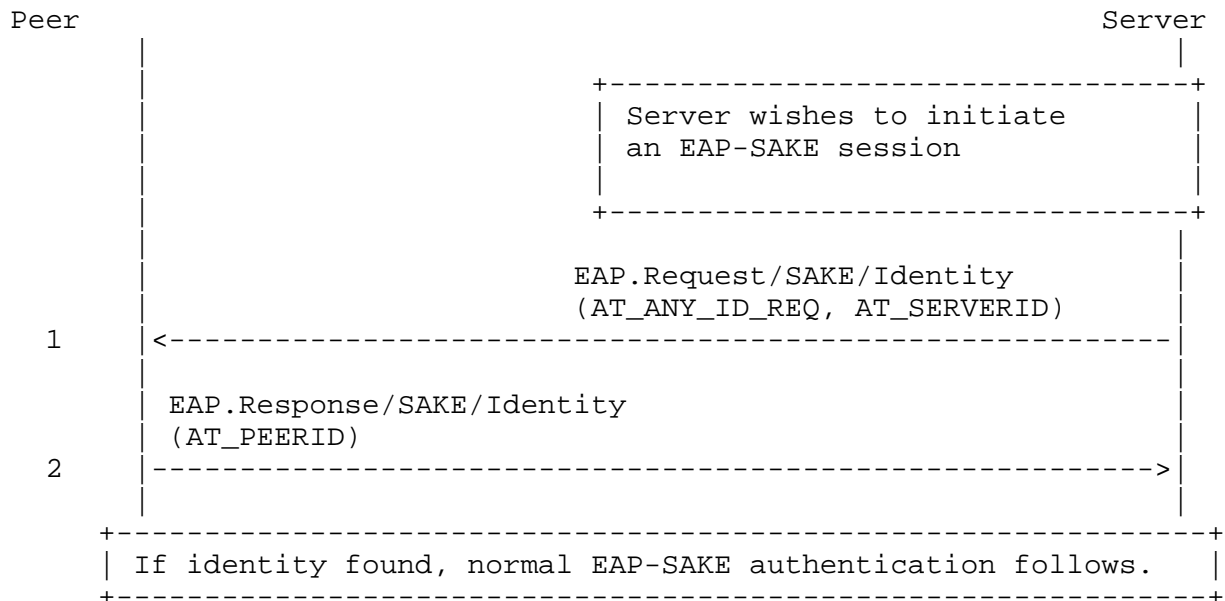 Peer Server
Server wishes to initiate
an EAP-SAKE session
EAP.Request/SAKE/Identity
(AT_ANY_ID_REQ, AT_SERVERID)
1
EAP.Response/SAKE/Identity
(AT_PEERID)
2
If identity found, normal EAP-SAKE authentication follows.